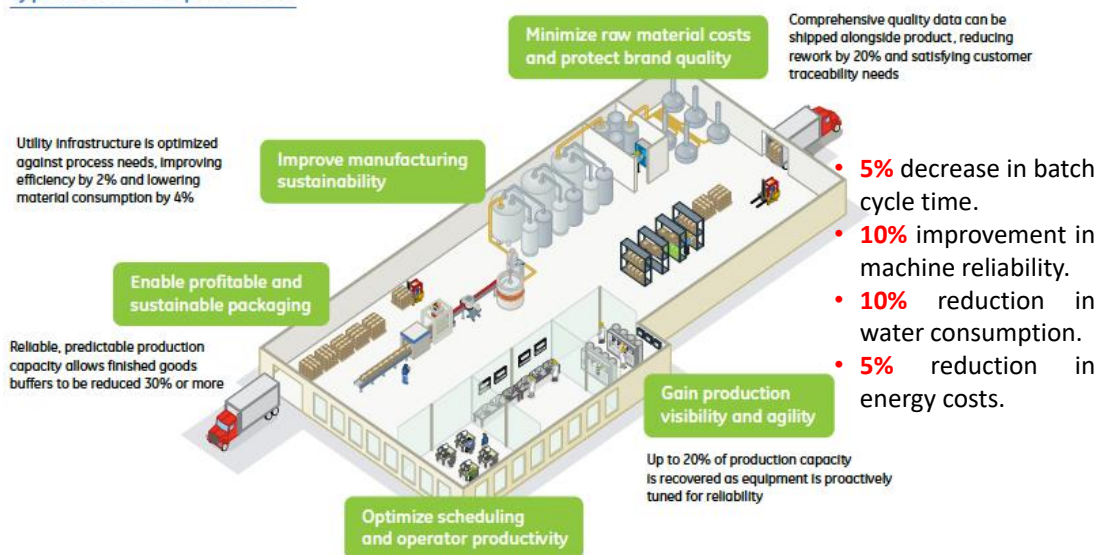 Minimize raw material costs
and protect brand quality
Comprehensive quality data can be
shipped alongside product, reducing
rework by 20% and satisfying customer
traceability needs
Utility infrastructure is optimized
against process needs, improving
efficiency by 2% and lowering
material consumption by 4%
Improve manufacturing
sustainability
• 5% decrease in batch
cycle time.
• 10% improvement in
machine reliability.
• 10% reduction in
water consumption.
• 5% reduction in
energy costs.
Enable profitable and
sustainable packaging
Reliable, predictable production
capacity allows finished goods
buffers to be reduced 30% or more
Gain production
visibility and agility
Up to 20% of production capacity
is recovered as equipment is proactively
tuned for reliability
Optimize scheduling
and operator productivity